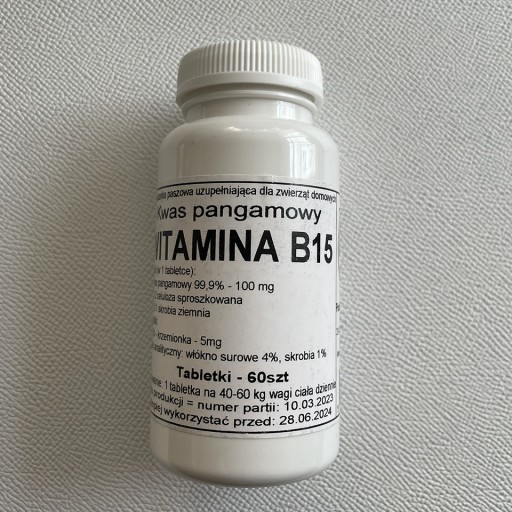 paszowa uzupełniająca dla zwierząt domowych
Kwas pangamowy
WITAMINA B15
w 1 tabletce):
pangamowy 99,9% - 100 mg
celuloza sproszkowana
skrobia ziemnia
krzemionka - 5mg
włókno surowe 4%, skrobia 1%
Tabletki - 60szt
1 tabletka na 40-60 kg wagi ciała dziennie
produkcji = numer partii: 10.03.2023
wykorzystać przed: 28.06.2024